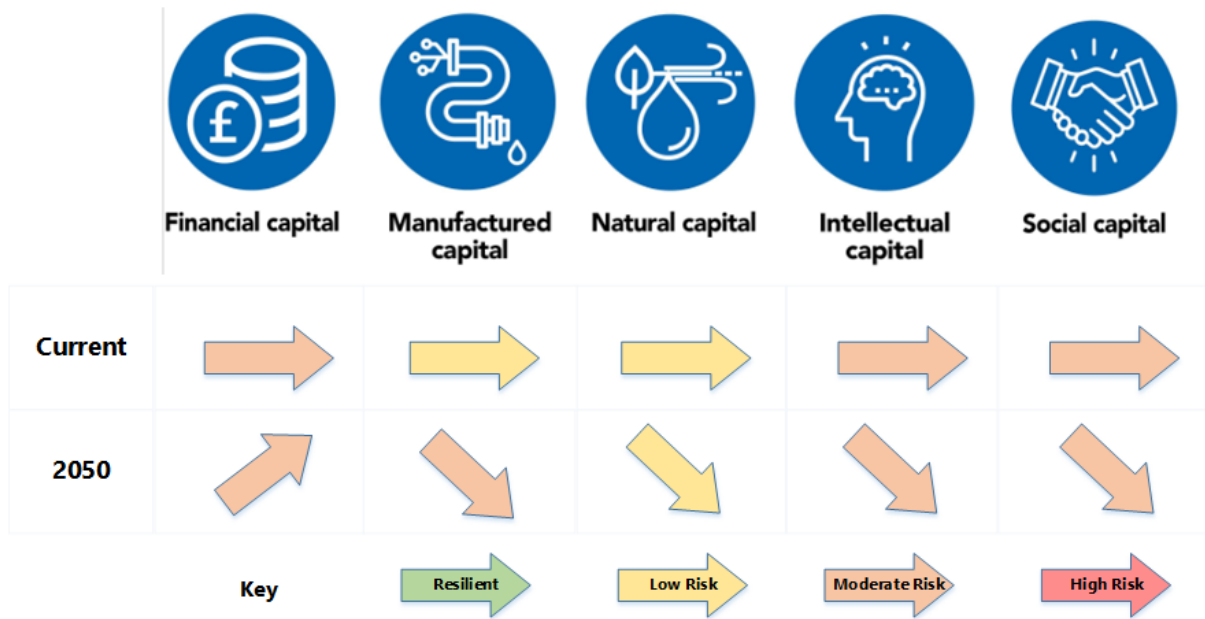 £
Financial capital
Manufactured
capital
Natural capital
Intellectual
capital
Social capital
Current
2050
Key
Resilient
Low Risk
Moderate Risk
High Risk